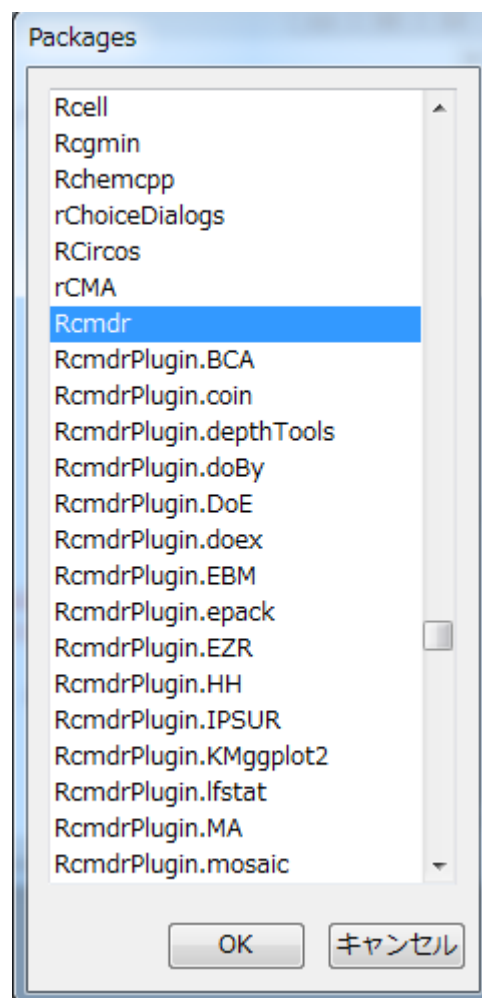 Packages
Rcell
Rcgmin
Rchemcpp
rChoiceDialogs
RCircos
rCMA
Rcmdr
RcmdrPlugin.BCA
RcmdrPlugin.coin
RcmdrPlugin.depthTools
RcmdrPlugin.doBy
RcmdrPlugin.DoE
RcmdrPlugin.doex
RcmdrPlugin.EBM
RcmdrPlugin.epack
RcmdrPlugin.EZR
RcmdrPlugin.HH
RcmdrPlugin.IPSUR
RcmdrPlugin.KMggplot2
RcmdrPlugin.lfstat
RcmdrPlugin.MA
RcmdrPlugin.mosaic
OK キャンセル